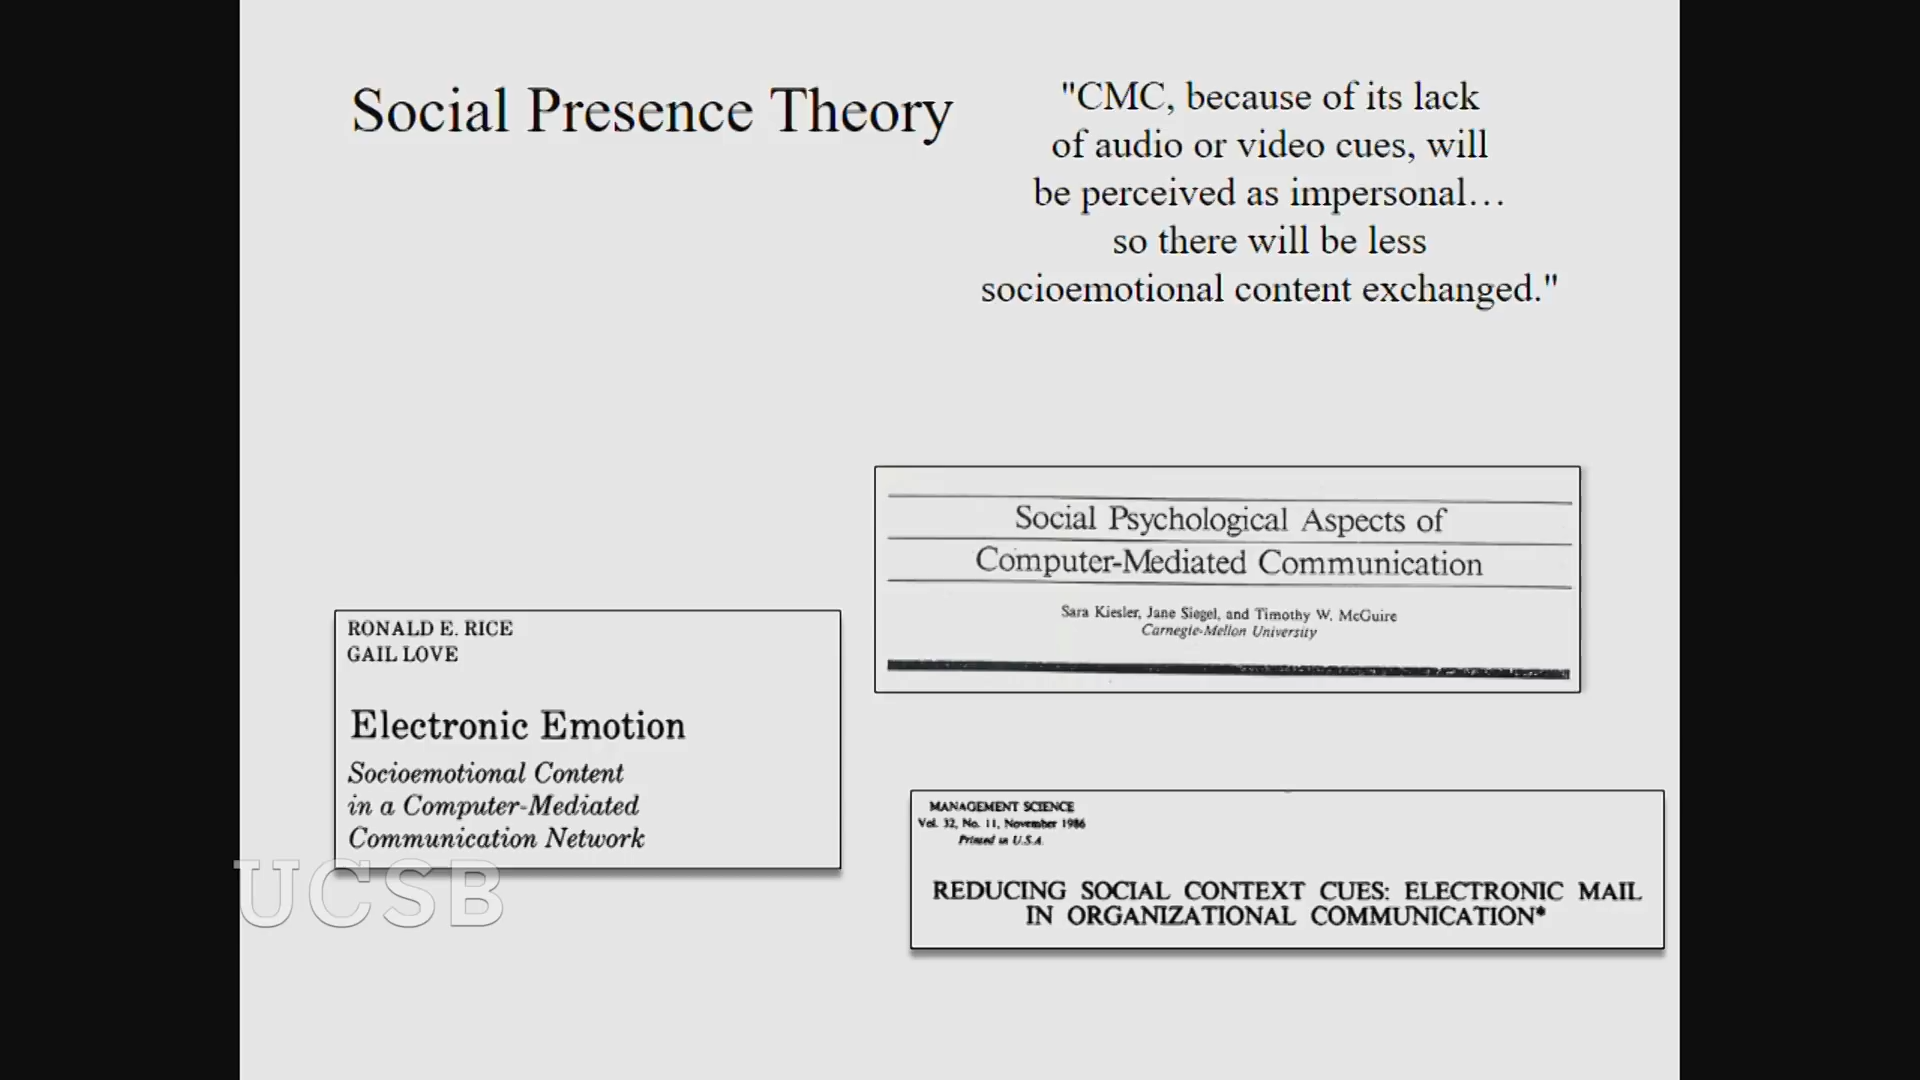 Social Presence Theory
"CMC, because of its lack
of audio or video cues, will
be perceived as impersonal…
so there will be less
socioemotional content exchanged."
Social Psychological Aspects of
Computer-Mediated Communication
Sara Kiesler, Jane Siegel, and Timothy W. McGuire
Carnegie-Mellon University
RONALD E. RICE
GAIL LOVE
Electronic Emotion
Socioemotional Content
in a Computer-Mediated
Communication Network
MANAGEMENT SCIENCE
Vol. 32, No. 11, November 1986
Printed in U.S.A.
REDUCING SOCIAL CONTEXT CUES: ELECTRONIC MAIL
IN ORGANIZATIONAL COMMUNICATION*
UCSB